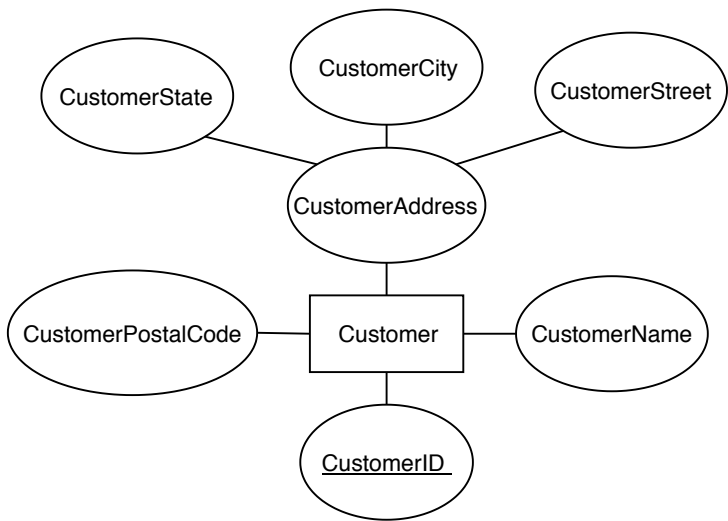 CustomerCity
CustomerState
CustomerStreet
CustomerAddress
CustomerPostalCode
Customer
CustomerName
CustomerID